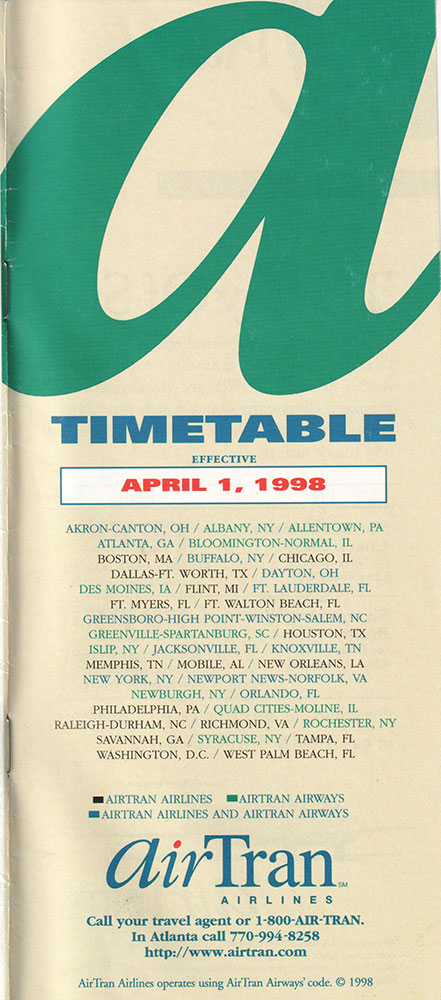 a
TIMETABLE
EFFECTIVE
APRIL 1, 1998
AKRON-CANTON, OH / ALBANY, NY / ALLENTOWN, PA
ATLANTA, GA / BLOOMINGTON-NORMAL, IL
BOSTON, MA / BUFFALO, NY / CHICAGO, IL
DALLAS-FT. WORTH, TX / DAYTON, OH
DES MOINES, IA / FLINT, MI / FT. LAUDERDALE, FL
FT. MYERS, FL / FT. WALTON BEACH, FL
GREENSBORO-HIGH POINT-WINSTON-SALEM, NC
GREENVILLE-SPARTANBURG, SC / HOUSTON, TX
ISLIP, NY / JACKSONVILLE, FL / KNOXVILLE, TN
MEMPHIS, TN / MOBILE, AL / NEW ORLEANS, LA
NEW YORK, NY / NEWPORT NEWS-NORFOLK, VA
NEWBURGH, NY / ORLANDO, FL
PHILADELPHIA, PA / QUAD CITIES-MOLINE, IL
RALEIGH-DURHAM, NC / RICHMOND, VA / ROCHESTER, NY
SAVANNAH, GA / SYRACUSE, NY / TAMPA, FL
WASHINGTON, D.C. / WEST PALM BEACH, FL
AIRTRAN AIRLINES AIRTRAN AIRWAYS
AIRTRAN AIRLINES AND AIRTRAN AIRWAYS
airTran SM
AIRLINES
Call your travel agent or 1-800-AIR-TRAN.
In Atlanta call 770-994-8258
http://www.airtran.com
AirTran Airlines operates using AirTran Airways' code. © 1998